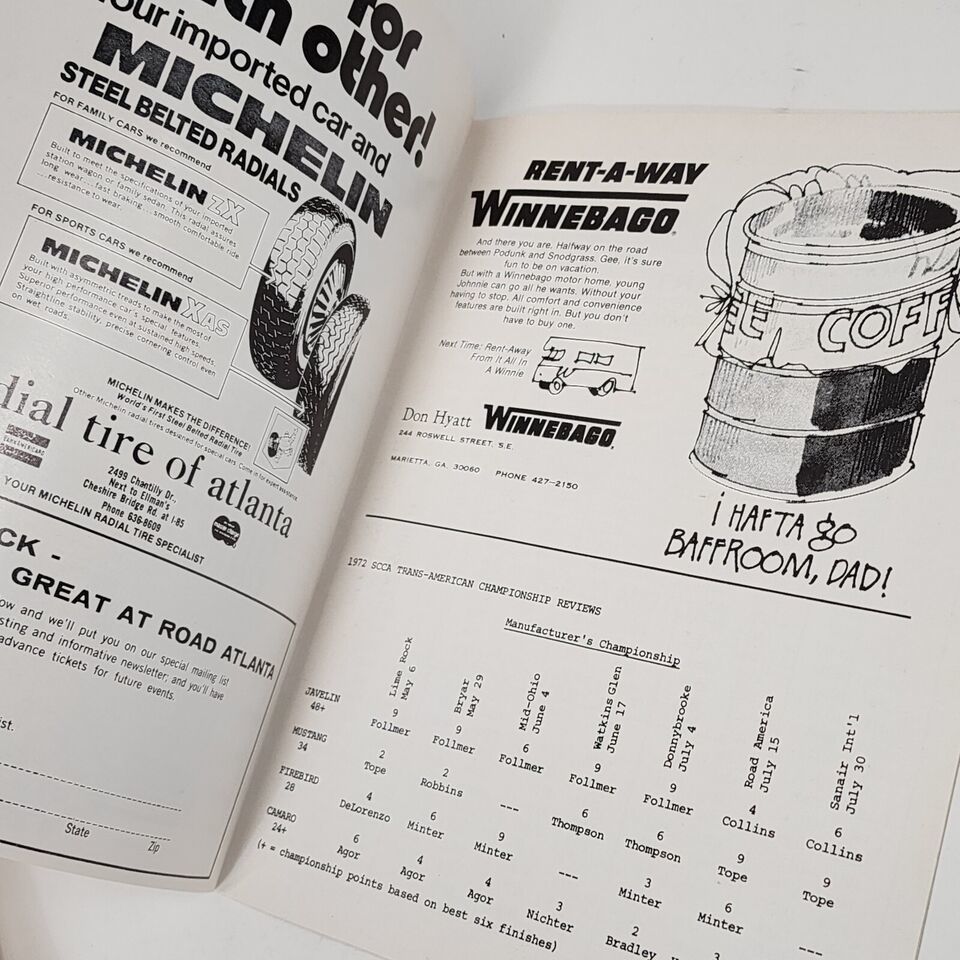 for
other!
your imported car and
MICHELIN
STEEL BELTED RADIALS
FOR FAMILY CARS we recommend
MICHELIN ZX
Built to meet the specifications of your imported
station wagon or family sedan. This radial assures
long wear... fast braking... smooth comfortable ride
...resistance to wear.
FOR SPORTS CARS we recommend
MICHELIN XAS
Built with asymmetric treads to make the most of
your high performance car's special features.
Superior performance even at sustained high speeds.
Straightline stability, precise cornering control even
on wet roads.
MICHELIN MAKES THE DIFFERENCE!
World's First Steel Belted Radial Tire
Other Michelin radial tires designed for special cars. Come in for expert assistance.
dial tire of atlanta
2499 Chantilly Dr.,
Next to Ellman's
Cheshire Bridge Rd. at I-85
Phone 636-8609
YOUR MICHELIN RADIAL TIRE SPECIALIST
CK -
GREAT AT ROAD ATLANTA
ow and we'll put you on our special mailing list
sting and informative newsletter, and you'll have
advance tickets for future events.
ist.
State
Zip
RENT-A-WAY
WINNEBAGO
And there you are. Halfway on the road
between Podunk and Snodgrass. Gee, it's sure
fun to be on vacation.
But with a Winnebago motor home, young
Johnnie can go all he wants. Without your
having to stop. All comfort and convenience
features are built right in. But you don't
have to buy one.
Next Time: Rent-Away
From It All In
A Winnie
Don Hyatt WINNEBAGO
244 ROSWELL STREET, S.E.
MARIETTA, GA. 30060 PHONE 427-2150
EE COFF
I HAFTA go
BAFFROOM, DAD!
1972 SCCA TRANS-AMERICAN CHAMPIONSHIP REVIEWS
Manufacturer's Championship
Lime Rock
May 6
Bryar
May 29
Mid-Ohio
June 4
Watkins Glen
June 17
Donnybrooke
July 4
Road America
July 15
Sanair Int'l
July 30
JAVELIN 9 9 6 9 9 4 6
48+ Follmer Follmer Follmer Follmer Follmer Collins Collins
MUSTANG 2 2 --- 6 6 9 9
34 Tope Robbins Thompson Thompson Tope Tope
FIREBIRD 4 6 9 --- 3 6 ---
28 DeLorenzo Minter Minter Minter Minter
CAMARO 6 4 4 3 2 3
24+ Agor Agor Agor Nichter Bradley
(+ = championship points based on best six finishes)